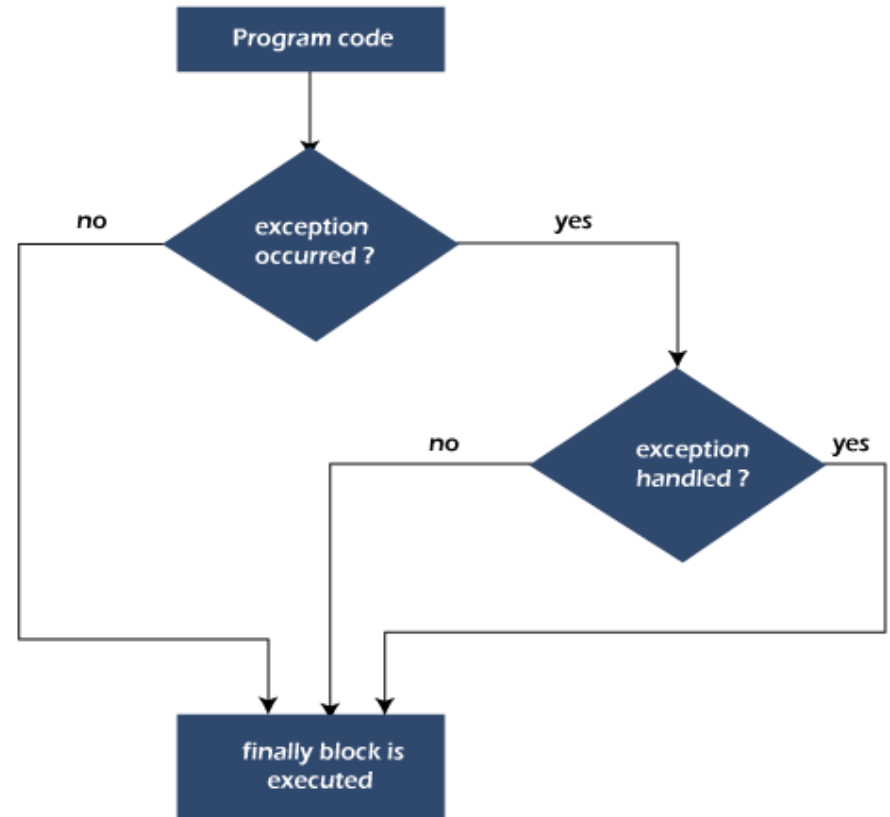 Program code
no
exception
occurred ?
yes
no
exception
handled ?
yes
finally block is
executed